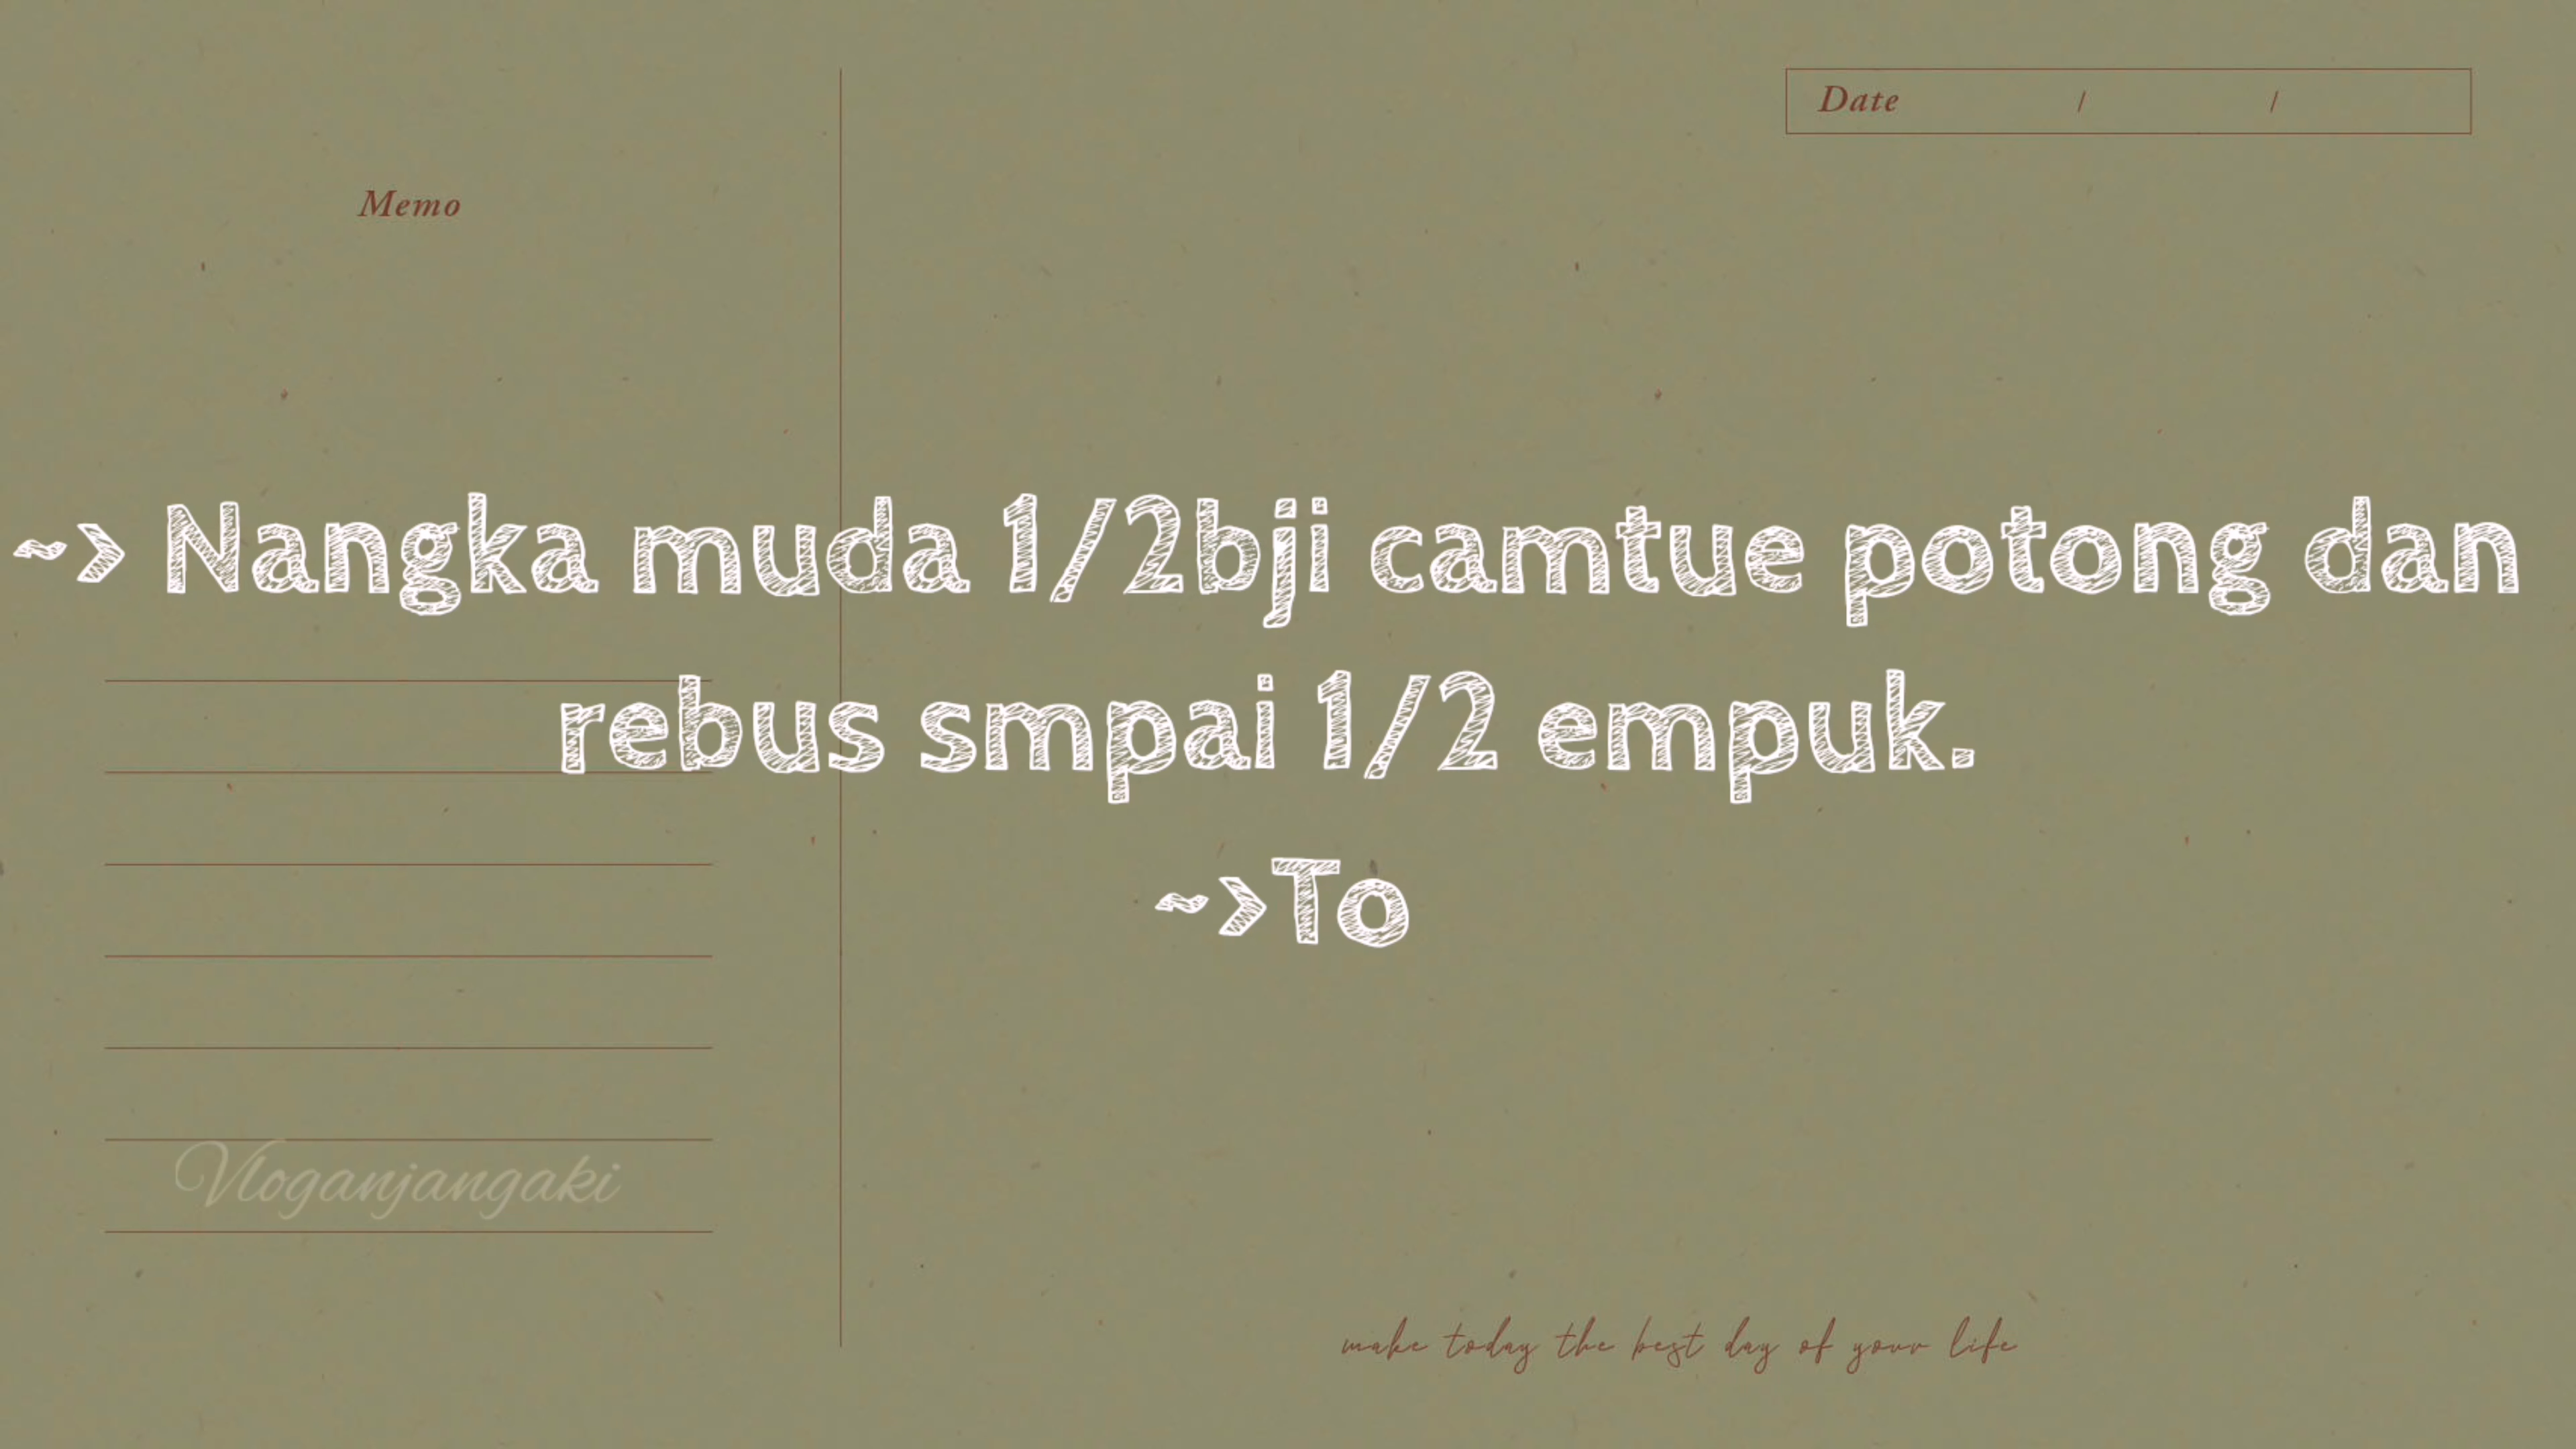 Date / /
Memo
~> Nangka muda 1/2bji camtue potong dan
rebus smpai 1/2 empuk.
~>To
Vloganjangaki
make today the best day of your life